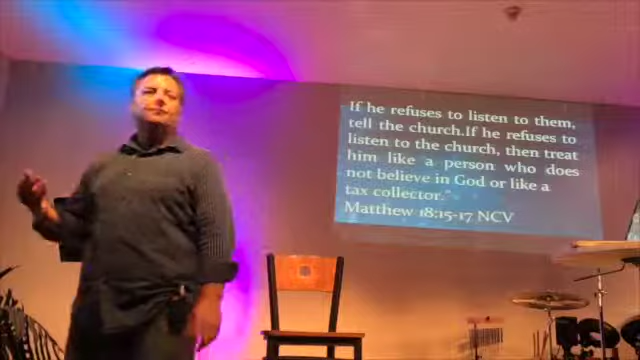 If he refuses to listen to them,
tell the church.If he refuses to
listen to the church, then treat
him like a person who does
not believe in God or like a
tax collector."
Matthew 18:15-17 NCV